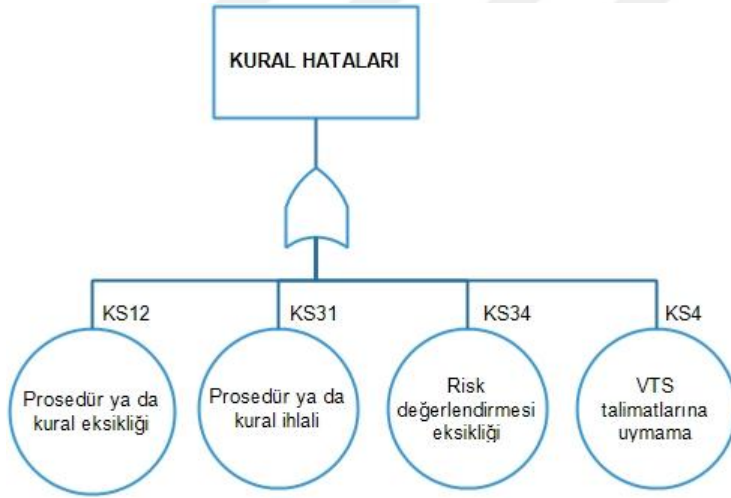 KURAL HATALARI
KS12
KS31
KS34
KS4
Prosedür ya da
kural eksikliği
Prosedür ya da
kural ihlali
Risk
değerlendirmesi
eksikliği
VTS
talimatlarına
uymama